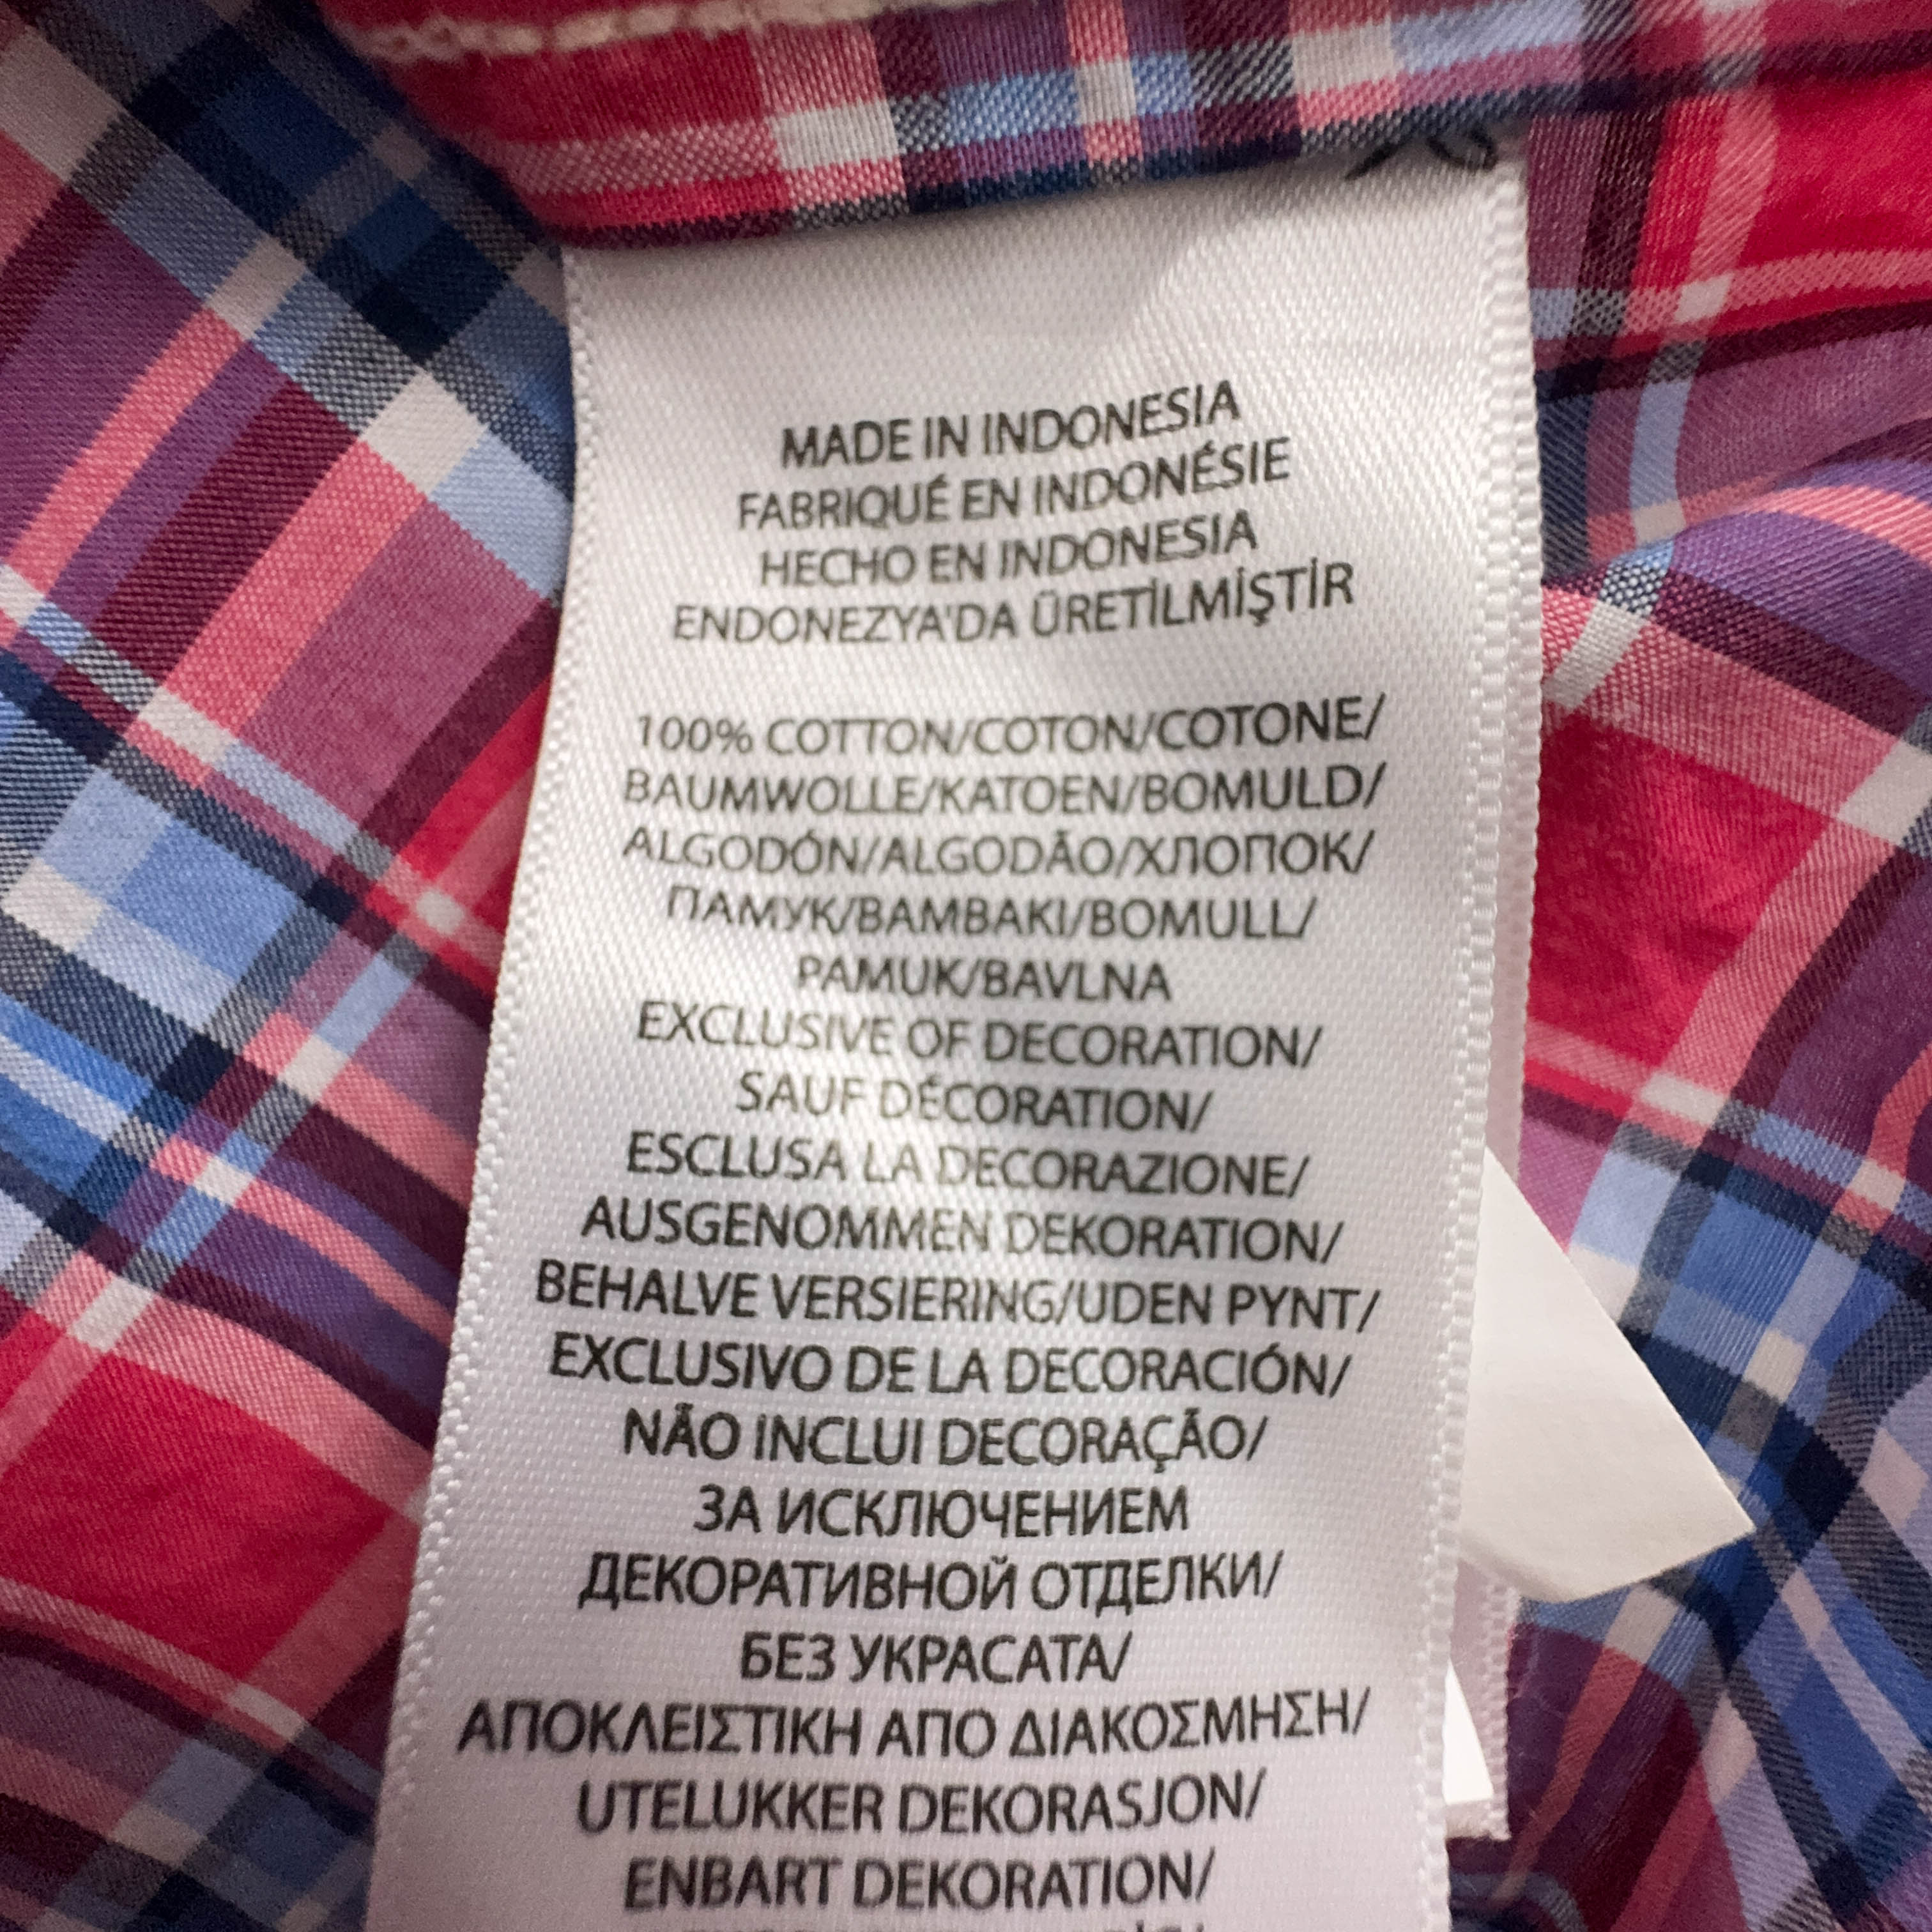 MADE IN INDONESIA
FABRIQUÉ EN INDONÉSIE
HECHO EN INDONESIA
ENDONEZYA'DA ÜRETİLMİŞTİR
100% COTTON/COTON/COTONE/
BAUMWOLLE/KATOEN/BOMULD/
ALGODÓN/ALGODÃO/ХЛОПОК/
ПАМУК/BAMBAKI/BOMULL/
PAMUK/BAVLNA
EXCLUSIVE OF DECORATION/
SAUF DÉCORATION/
ESCLUSA LA DECORAZIONE/
AUSGENOMMEN DEKORATION/
BEHALVE VERSIERING/UDEN PYNT/
EXCLUSIVO DE LA DECORACIÓN/
NÃO INCLUI DECORAÇÃO/
ЗА ИСКЛЮЧЕНИЕМ
ДЕКОРАТИВНОЙ ОТДЕЛКИ/
БЕЗ УКРАСАТА/
ΑΠΟΚΛΕΙΣΤΙΚΗ ΑΠΟ ΔΙΑΚΟΣΜΗΣΗ/
UTELUKKER DEKORASJON/
ENBART DEKORATION/